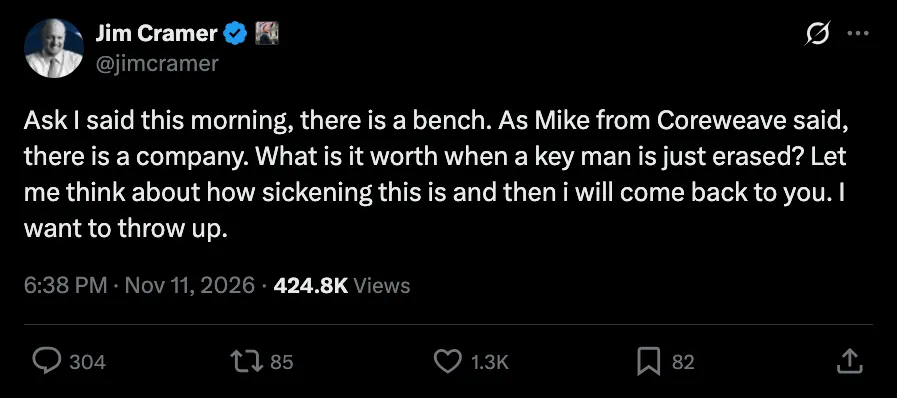 Jim Cramer
@jimcramer
Ask I said this morning, there is a bench. As Mike from Coreweave said,
there is a company. What is it worth when a key man is just erased? Let
me think about how sickening this is and then i will come back to you. I
want to throw up.
6:38 PM · Nov 11, 2026 · 424.8K Views
304 85 1.3K 82